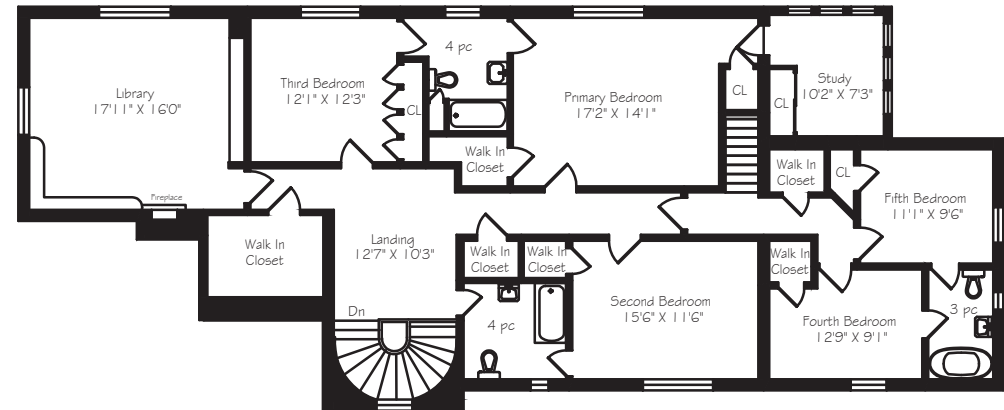 Library
17'11" X 16'0"
Fireplace
Third Bedroom
12'1" X 12'3"
CL
4 pc
Walk In
Closet
Primary Bedroom
17'2" X 14'1"
CL
CL
Study
10'2" X 7'3"
Walk In
Closet
CL
Fifth Bedroom
11'1" X 9'6"
Walk In
Closet
Landing
12'7" X 10'3"
Dn
Walk In
Closet
Walk In
Closet
4 pc
Second Bedroom
15'6" X 11'6"
Walk In
Closet
Fourth Bedroom
12'9" X 9'1"
3 pc